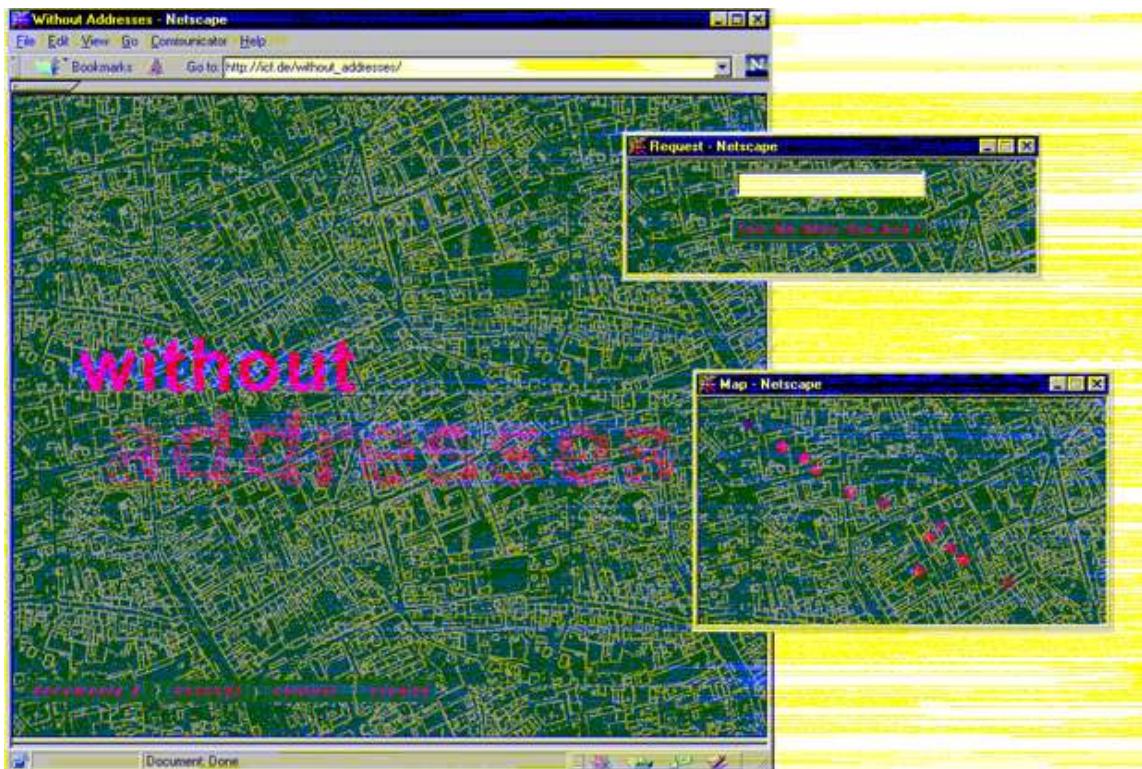 Without Addresses - Netscape
File Edit View Go Communicator Help
Bookmarks Go to: http://icf.de/without_addresses/
Request - Netscape
without
addresses
Map - Netscape
Document: Done